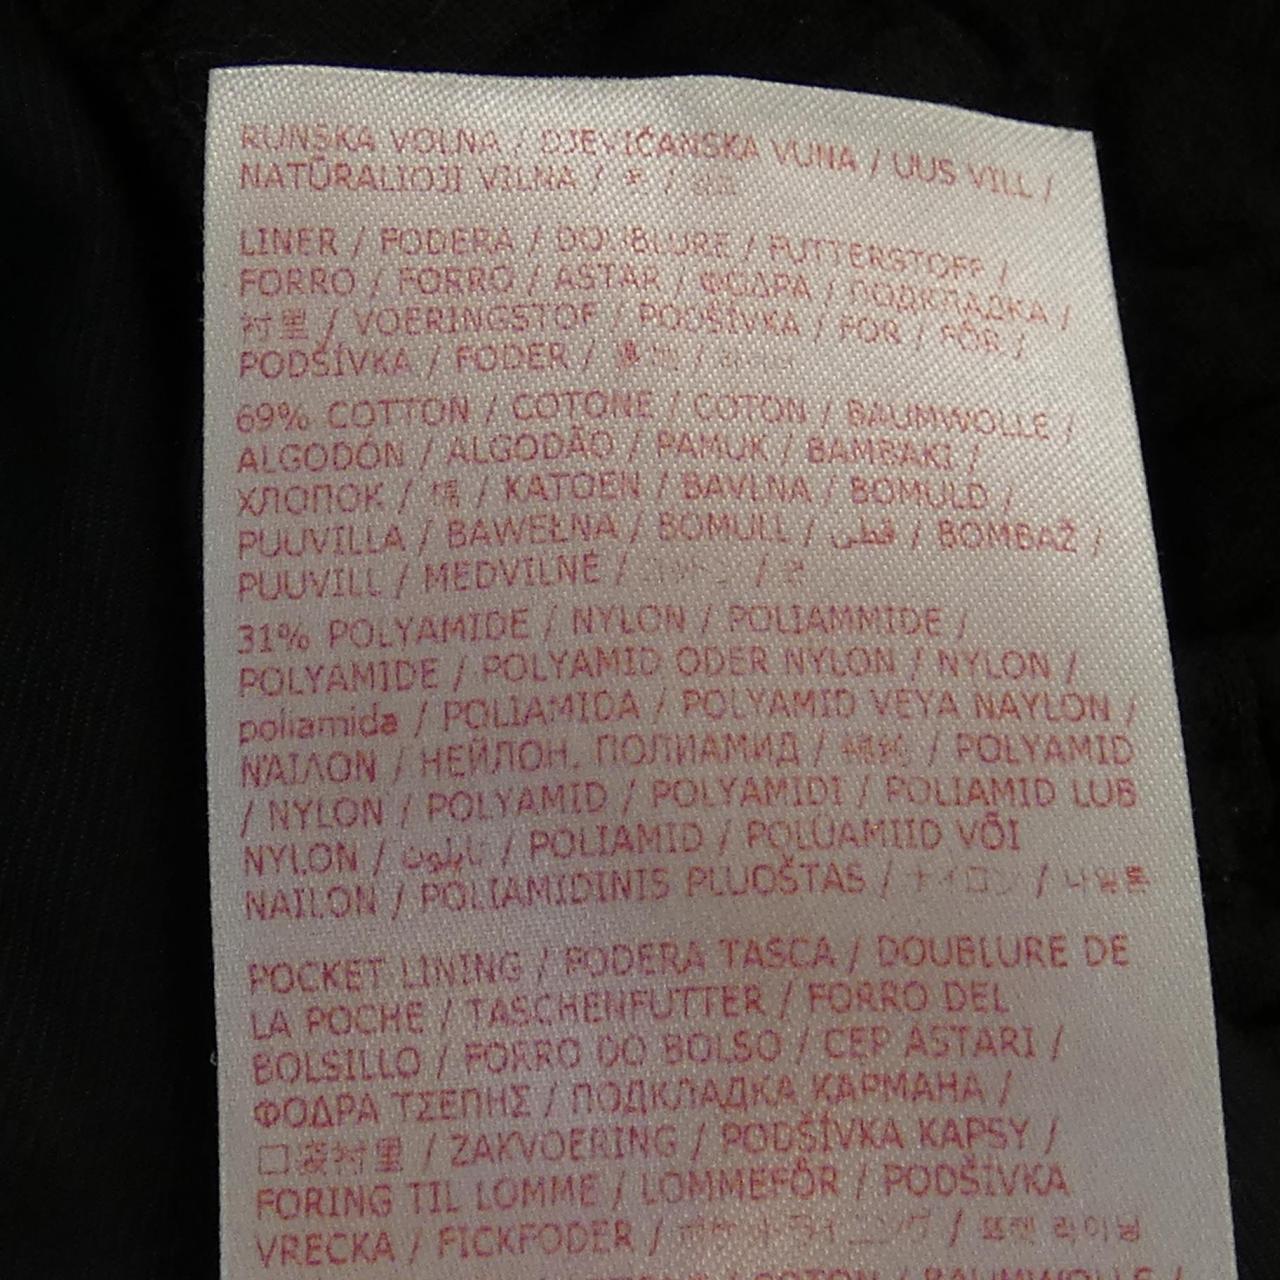 RUNSKA VOLNA / DJEVIČANSKA VUNA / UUS VILL /
NATŪRALIOJI VILNA / /
LINER / FODERA / DOUBLURE / FUTTERSTOFF /
FORRO / FORRO / ASTAR / ΦΟΔΡΑ / ПОДКЛАДКА /
衬里 / VOERINGSTOF / PODŠÍVKA / FOR / FÔR /
PODŠÍVKA / FODER / /
69% COTTON / COTONE / COTON / BAUMWOLLE /
ALGODÓN / ALGODÃO / PAMUK / BAMBAKI /
ХЛОПОК / 棉 / KATOEN / BAVLNA / BOMULD /
PUUVILLA / BAWEŁNA / BOMULL / قطن / BOMBAŽ /
PUUVILL / MEDVILNĖ / /
31% POLYAMIDE / NYLON / POLIAMMIDE /
POLYAMIDE / POLYAMID ODER NYLON / NYLON /
poliamida / POLIAMIDA / POLYAMID VEYA NAYLON /
ΝΆΙΛΟΝ / НЕЙЛОН, ПОЛИАМИД / / POLYAMID
/ NYLON / POLYAMID / POLYAMIDI / POLIAMID LUB
NYLON / نايلون / POLIAMID / POLÜAMIID VÕI
NAILON / POLIAMIDINIS PLUOŠTAS / ナイロン / 나일론
POCKET LINING / FODERA TASCA / DOUBLURE DE
LA POCHE / TASCHENFUTTER / FORRO DEL
BOLSILLO / FORRO DO BOLSO / CEP ASTARI /
ΦΟΔΡΑ ΤΣΕΠΗΣ / ПОДКЛАДКА КАРМАНА /
口袋衬里 / ZAKVOERING / PODŠÍVKA KAPSY /
FORING TIL LOMME / LOMMEFÔR / PODŠÍVKA
VRECKA / FICKFODER / ポケットライニング / 포켓 라이닝
COTON / BAUMWOLLE /